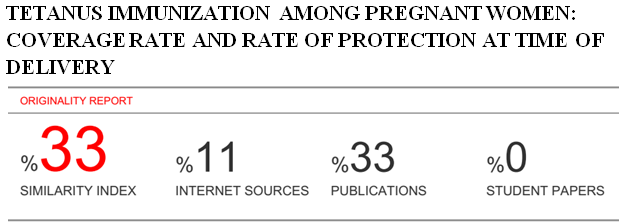 TETANUS IMMUNIZATION AMONG PREGNANT WOMEN:
COVERAGE RATE AND RATE OF PROTECTION AT TIME OF
DELIVERY
ORIGINALITY REPORT
%33 %11 %33 %0
SIMILARITY INDEX INTERNET SOURCES PUBLICATIONS STUDENT PAPERS